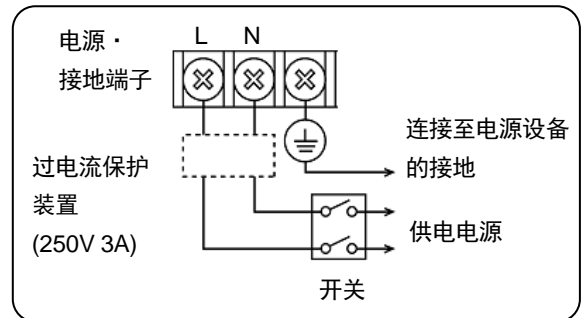 电源·
接地端子
L N
过电流保护
装置
(250V 3A)
连接至电源设备
的接地
供电电源
开关